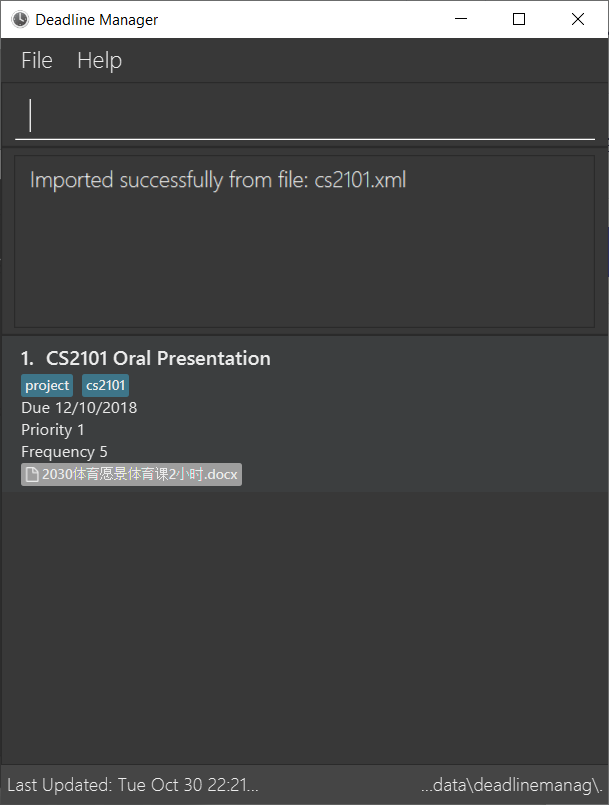 Deadline Manager
File Help
Imported successfully from file: cs2101.xml
1. CS2101 Oral Presentation
project cs2101
Due 12/10/2018
Priority 1
Frequency 5
2030体育愿景体育课2小时.docx
Last Updated: Tue Oct 30 22:21... ...data\deadlinemanag\.